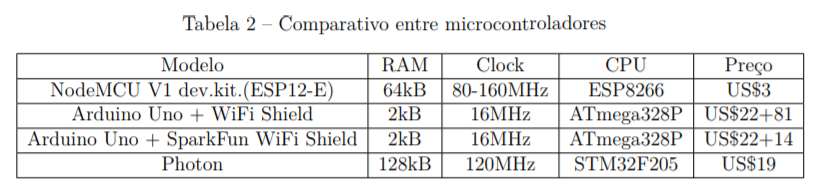 Tabela 2 – Comparativo entre microcontroladores
Modelo RAM Clock CPU Preço
NodeMCU V1 dev.kit.(ESP12-E) 64kB 80-160MHz ESP8266 US$3
Arduino Uno + WiFi Shield 2kB 16MHz ATmega328P US$22+81
Arduino Uno + SparkFun WiFi Shield 2kB 16MHz ATmega328P US$22+14
Photon 128kB 120MHz STM32F205 US$19